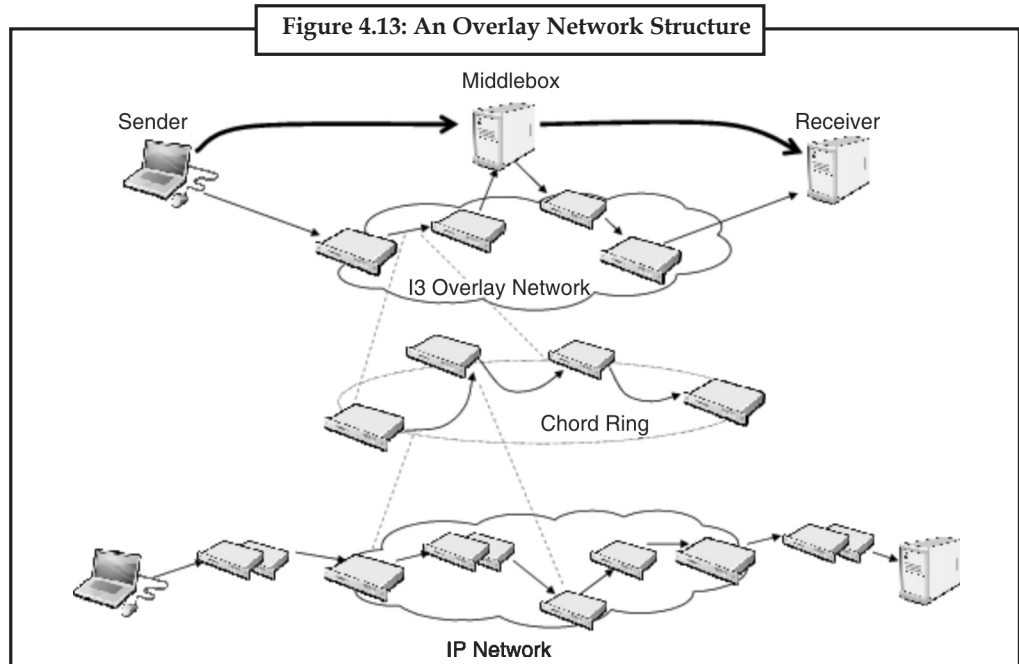 Figure 4.13: An Overlay Network Structure
Middlebox
Sender
Receiver
I3 Overlay Network
Chord Ring
IP Network